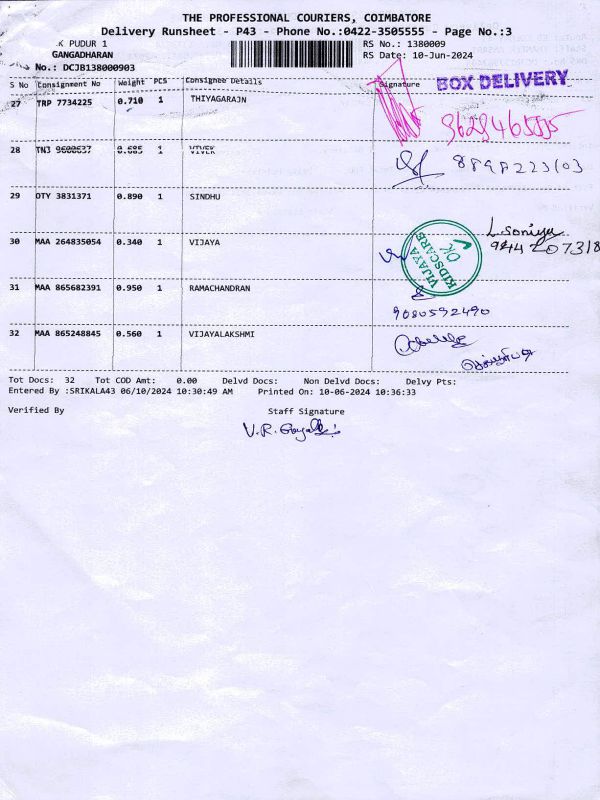 THE PROFESSIONAL COURIERS, COIMBATORE
Delivery Runsheet - P43 - Phone No.:0422-3505555 - Page No.:3
K PUDUR 1 RS No.: 1380009
GANGADHARAN RS Date: 10-Jun-2024
No.: DCJB138000903
S No Consignment No Weight PCS Consignee Details Signature BOX DELIVERY
27 TRP 7734225 0.710 1 THIYAGARAJN
28 TNJ 9600637 0.685 1 VIVEK
29 OTY 3831371 0.890 1 SINDHU
L. Soniya
30 MAA 264835054 0.340 1 VIJAYA VIJAYA KIDSCARE OK
31 MAA 865682391 0.950 1 RAMACHANDRAN
9080592490
32 MAA 865248845 0.560 1 VIJAYALAKSHMI
Tot Docs: 32 Tot COD Amt: 0.00 Delvd Docs: Non Delvd Docs: Delvy Pts:
Entered By :SRIKALA43 06/10/2024 10:30:49 AM Printed On: 10-06-2024 10:36:33
Verified By Staff Signature